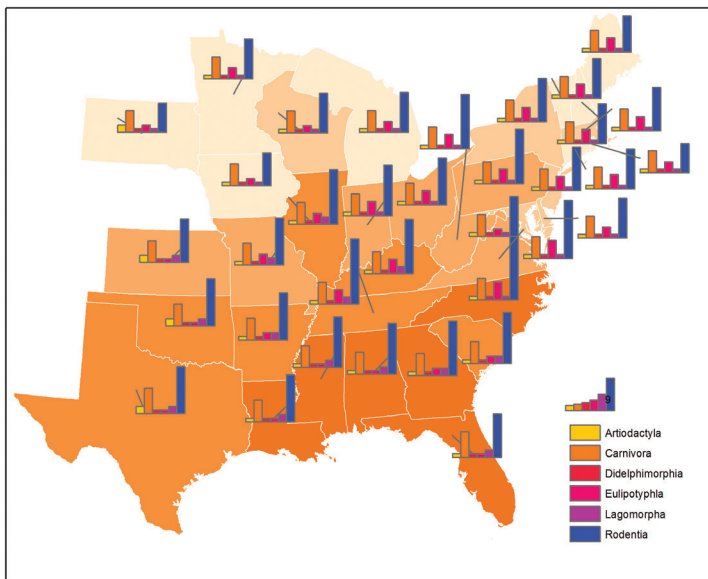 9
Artiodactyla
Carnivora
Didelphimorphia
Eulipotyphla
Lagomorpha
Rodentia